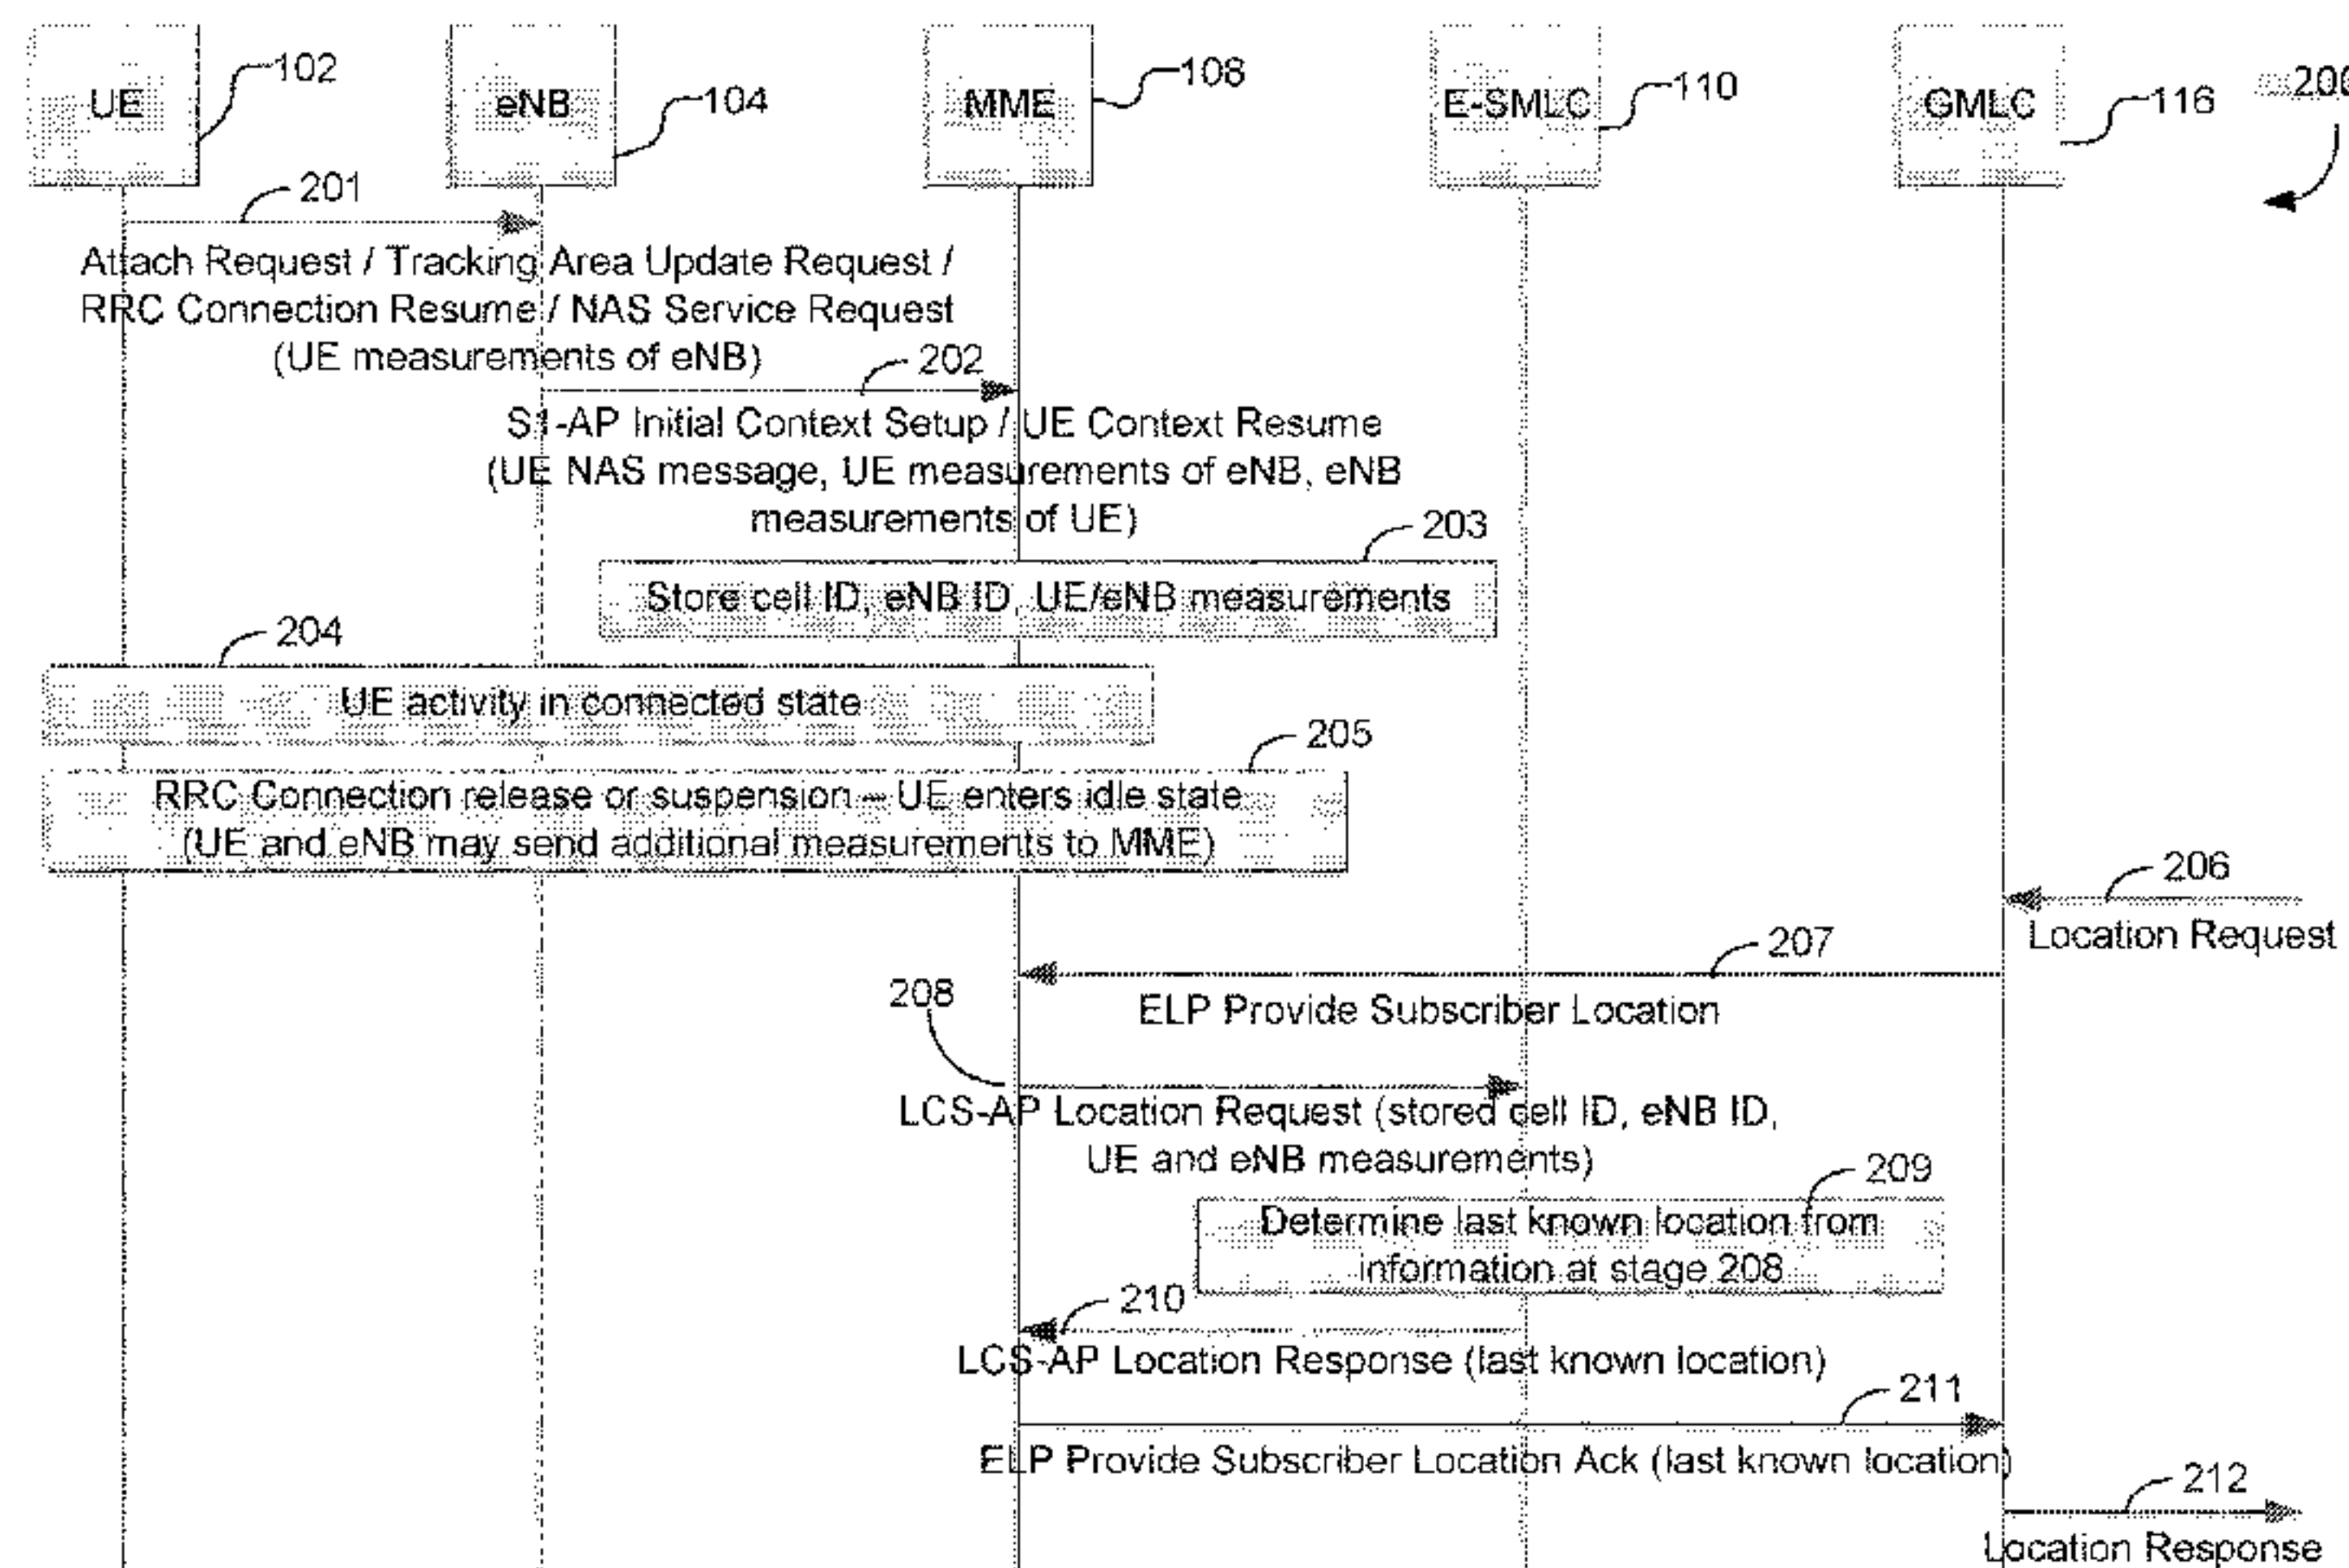 UE
102
eNB
104
MME
108
E-SMLC
110
GMLC
116
200
201
Attach Request / Tracking Area Update Request /
RRC Connection Resume / NAS Service Request
(UE measurements of eNB)
202
S1-AP Initial Context Setup / UE Context Resume
(UE NAS message, UE measurements of eNB, eNB
measurements of UE)
203
Store cell ID, eNB ID, UE/eNB measurements
204
UE activity in connected state
205
RRC Connection release or suspension – UE enters idle state
(UE and eNB may send additional measurements to MME)
206
Location Request
207
ELP Provide Subscriber Location
208
LCS-AP Location Request (stored cell ID, eNB ID,
UE and eNB measurements)
209
Determine last known location from
information at stage 208
210
LCS-AP Location Response (last known location)
211
ELP Provide Subscriber Location Ack (last known location)
212
Location Response